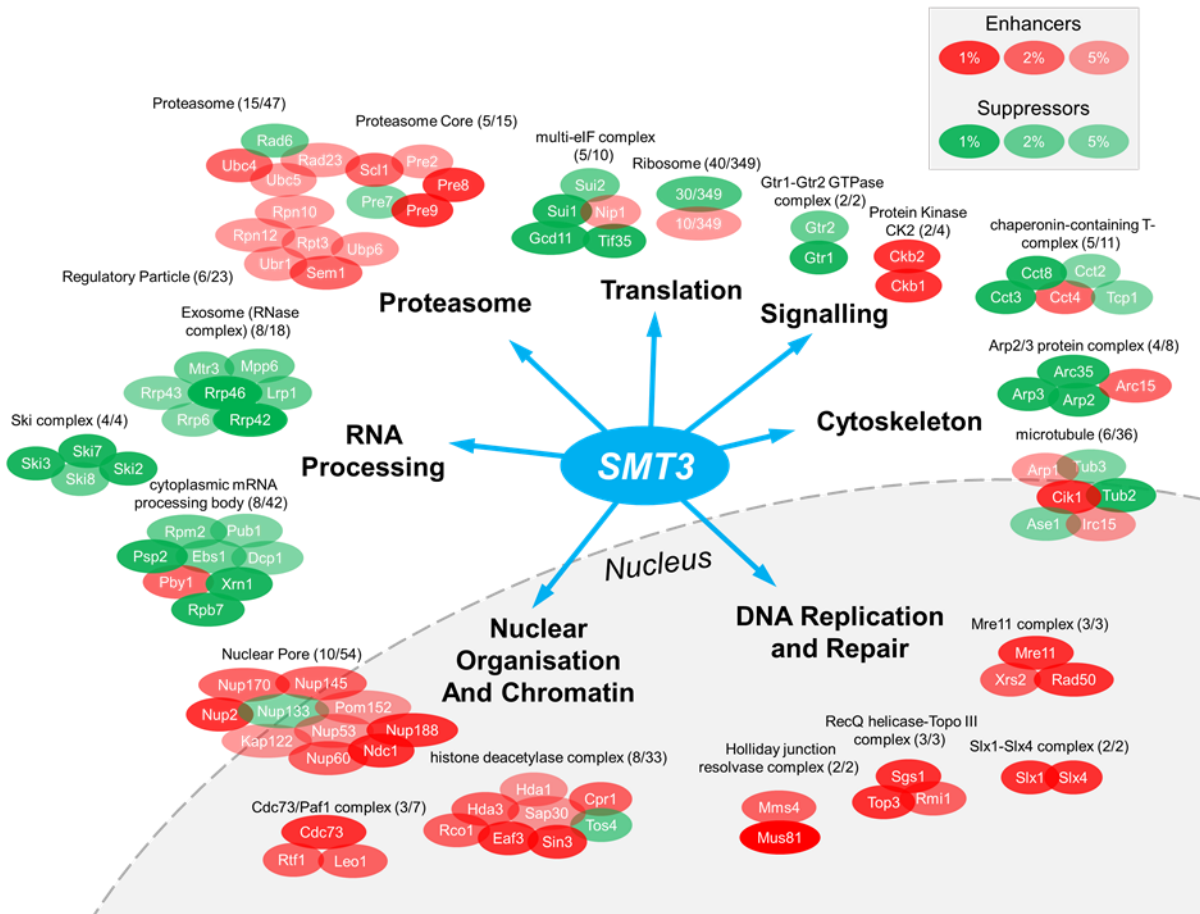 Enhancers
1% 2% 5%
Suppressors
1% 2% 5%
Proteasome (15/47)
Rad6
Ubc4
Rad23
Ubc5
Proteasome Core (5/15)
Scl1
Pre2
Pre8
Pre7
Pre9
Rpn10
Rpn12
Rpt3
Ubp6
Ubr1
Sem1
Regulatory Particle (6/23)
Proteasome
multi-eIF complex
(5/10)
Sui2
Sui1
Nip1
Gcd11
Tif35
Ribosome (40/349)
30/349
10/349
Translation
Gtr1-Gtr2 GTPase
complex (2/2)
Gtr2
Gtr1
Protein Kinase
CK2 (2/4)
Ckb2
Ckb1
Signalling
chaperonin-containing T-
complex (5/11)
Cct8
Cct2
Cct3
Cct4
Tcp1
Arp2/3 protein complex (4/8)
Arc35
Arc15
Arp3
Arp2
Cytoskeleton
microtubule (6/36)
Arp1
Tub3
Cik1
Tub2
Ase1
Irc15
Exosome (RNase
complex) (8/18)
Mtr3
Mpp6
Rrp43
Rrp46
Lrp1
Rrp6
Rrp42
Ski complex (4/4)
Ski7
Ski3
Ski2
Ski8
RNA
Processing
SMT3
cytoplasmic mRNA
processing body (8/42)
Rpm2
Pub1
Psp2
Ebs1
Dcp1
Pby1
Xrn1
Rpb7
Nucleus
Nuclear
Organisation
And Chromatin
DNA Replication
and Repair
Nuclear Pore (10/54)
Nup170
Nup145
Nup2
Nup133
Pom152
Nup53
Nup188
Kap122
Ndc1
Nup60
histone deacetylase complex (8/33)
Hda1
Hda3
Cpr1
Sap30
Rco1
Tos4
Eaf3
Sin3
Cdc73/Paf1 complex (3/7)
Cdc73
Rtf1
Leo1
Mre11 complex (3/3)
Mre11
Xrs2
Rad50
RecQ helicase-Topo III
complex (3/3)
Sgs1
Top3
Rmi1
Slx1-Slx4 complex (2/2)
Slx1
Slx4
Holliday junction
resolvase complex (2/2)
Mms4
Mus81